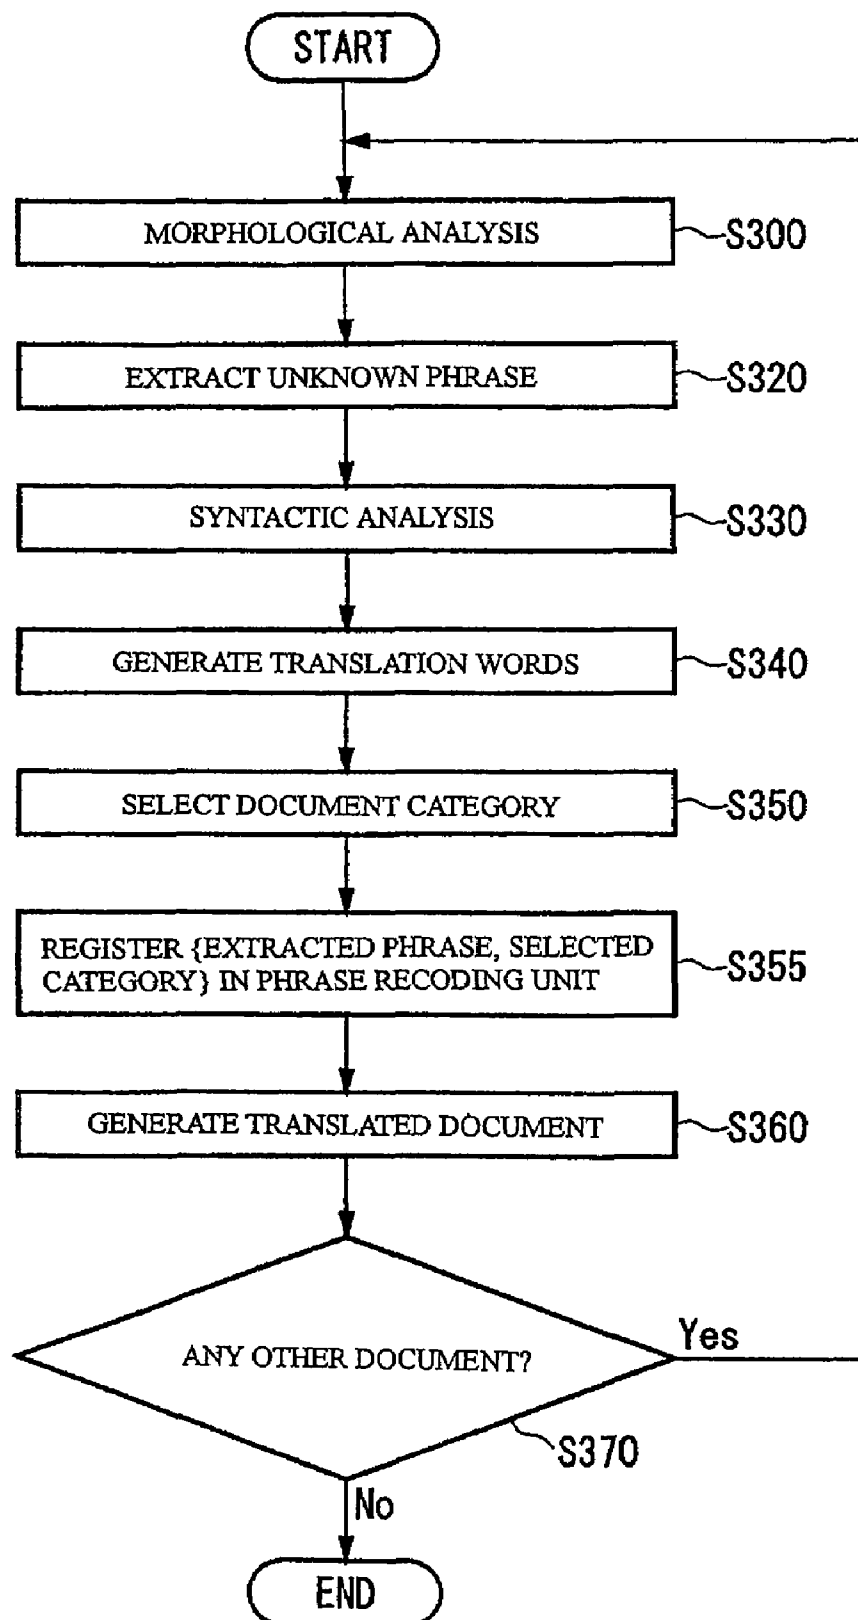 START
MORPHOLOGICAL ANALYSIS
S300
EXTRACT UNKNOWN PHRASE
S320
SYNTACTIC ANALYSIS
S330
GENERATE TRANSLATION WORDS
S340
SELECT DOCUMENT CATEGORY
S350
REGISTER {EXTRACTED PHRASE, SELECTED
CATEGORY} IN PHRASE RECODING UNIT
S355
GENERATE TRANSLATED DOCUMENT
S360
ANY OTHER DOCUMENT?
Yes
S370
No
END